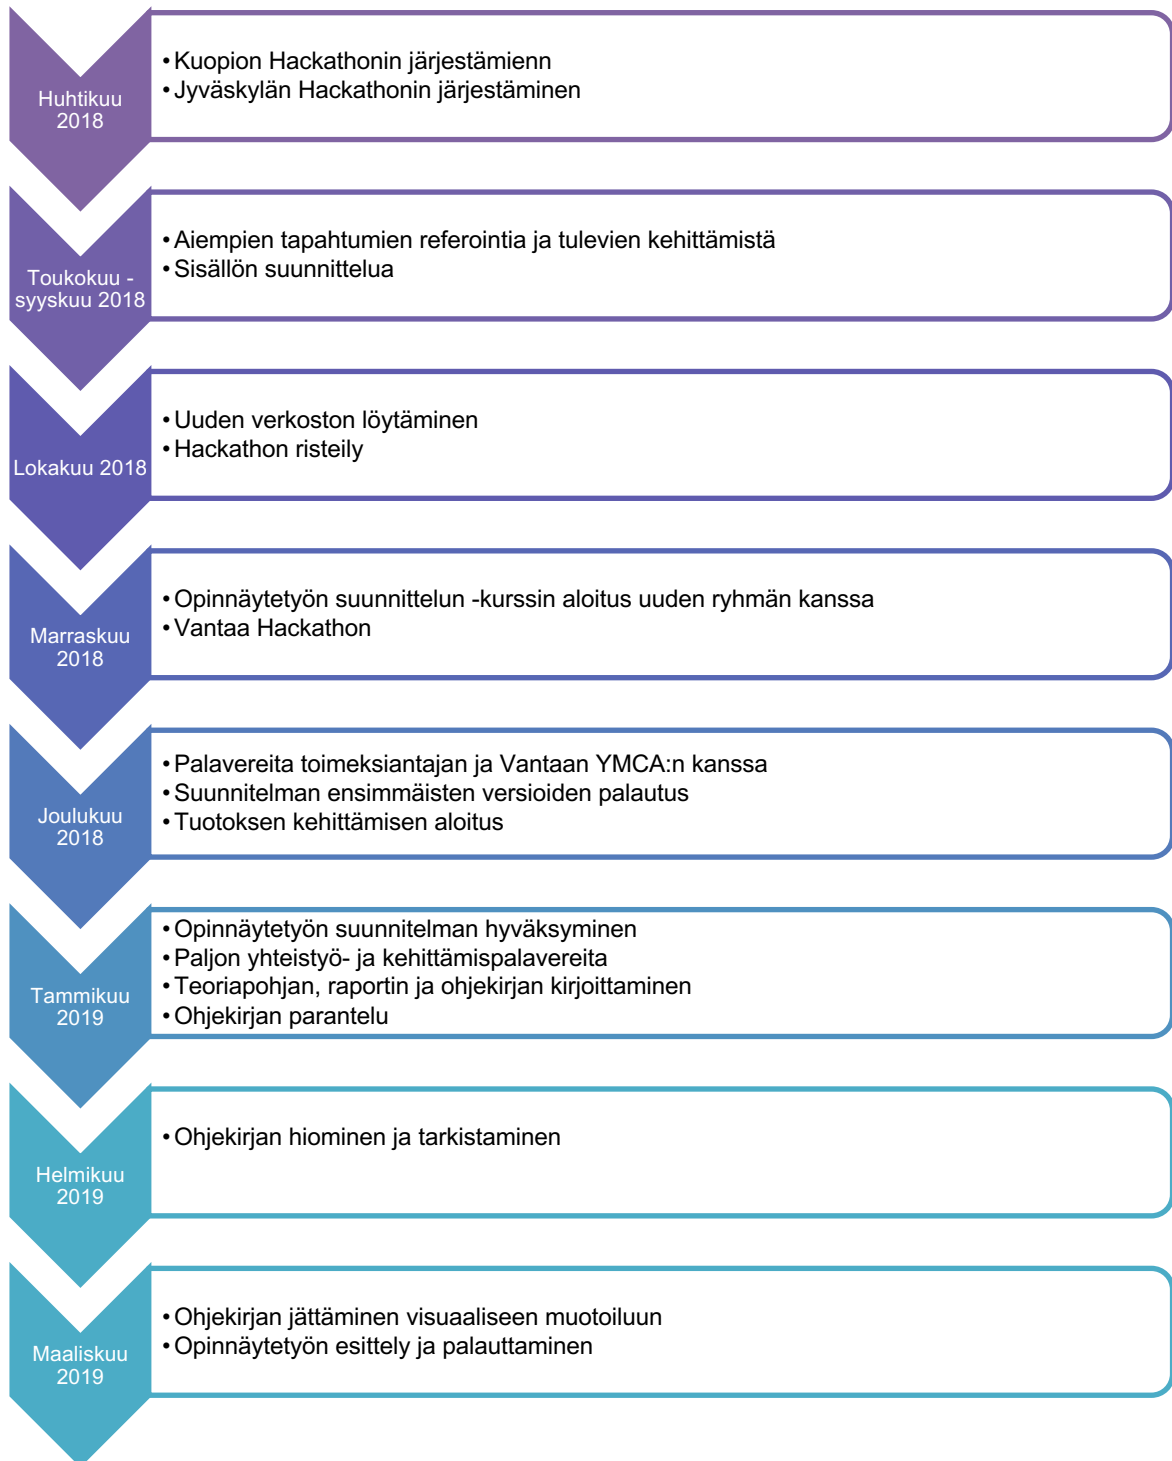 Huhtikuu
2018
• Kuopion Hackathonin järjestämienn
• Jyväskylän Hackathonin järjestäminen
Toukokuu -
syyskuu 2018
• Aiempien tapahtumien referointia ja tulevien kehittämistä
• Sisällön suunnittelua
Lokakuu 2018
• Uuden verkoston löytäminen
• Hackathon risteily
Marraskuu
2018
• Opinnäytetyön suunnittelun -kurssin aloitus uuden ryhmän kanssa
• Vantaa Hackathon
Joulukuu
2018
• Palavereita toimeksiantajan ja Vantaan YMCA:n kanssa
• Suunnitelman ensimmäisten versioiden palautus
• Tuotoksen kehittämisen aloitus
Tammikuu
2019
• Opinnäytetyön suunnitelman hyväksyminen
• Paljon yhteistyö- ja kehittämispalavereita
• Teoriapohjan, raportin ja ohjekirjan kirjoittaminen
• Ohjekirjan parantelu
Helmikuu
2019
• Ohjekirjan hiominen ja tarkistaminen
Maaliskuu
2019
• Ohjekirjan jättäminen visuaaliseen muotoiluun
• Opinnäytetyön esittely ja palauttaminen